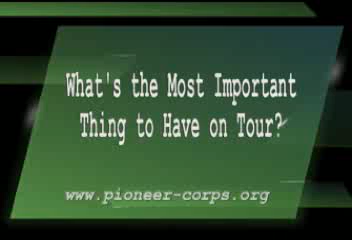 What's the Most Important
Thing to Have on Tour?
www.pioneer-corps.org